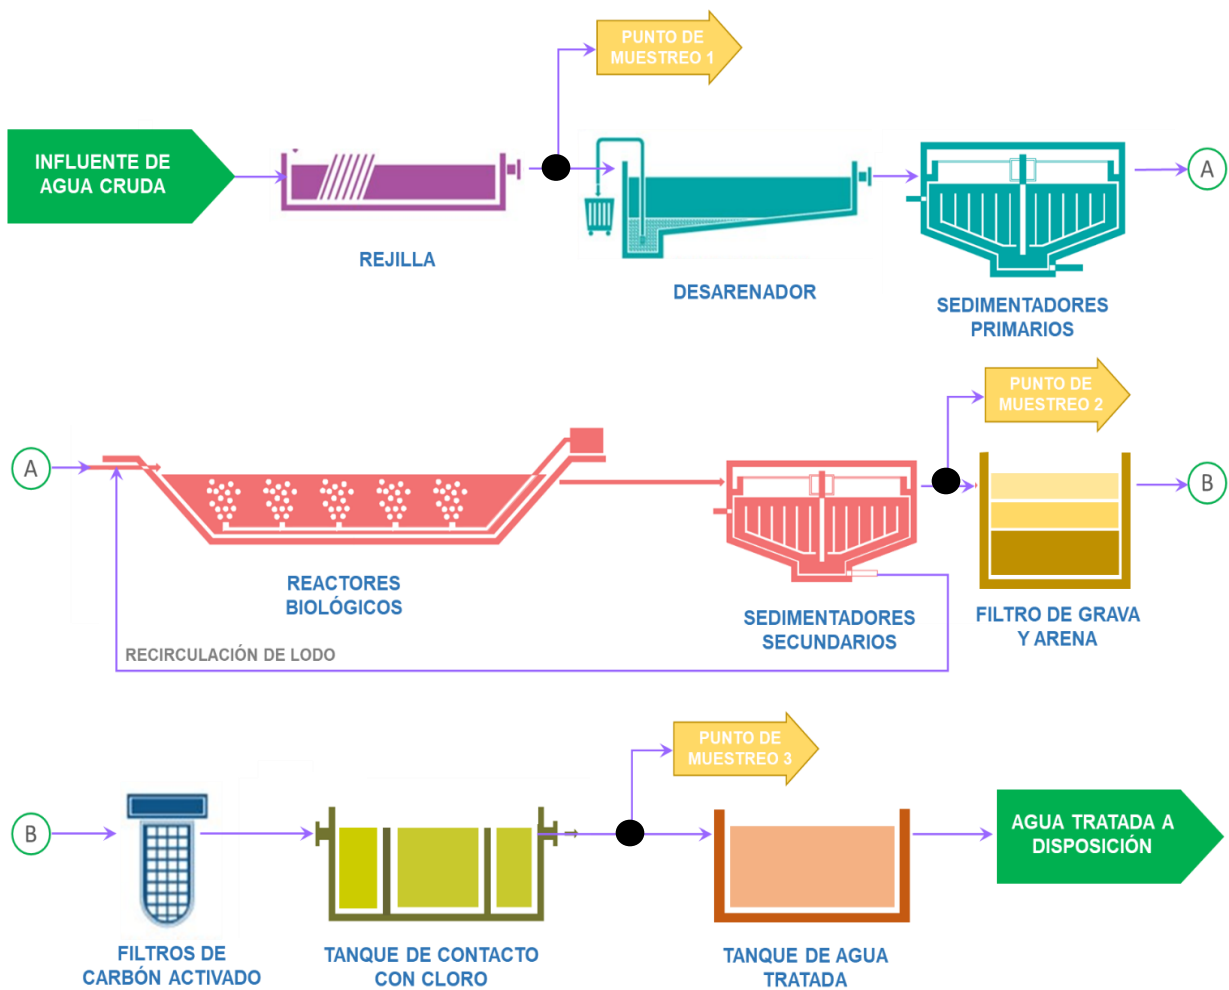 PUNTO DE
MUESTREO 1
INFLUENTE DE
AGUA CRUDA
A
REJILLA
DESARENADOR
SEDIMENTADORES
PRIMARIOS
PUNTO DE
MUESTREO 2
A
B
REACTORES
BIOLÓGICOS
SEDIMENTADORES
SECUNDARIOS
FILTRO DE GRAVA
Y ARENA
RECIRCULACIÓN DE LODO
PUNTO DE
MUESTREO 3
B
AGUA TRATADA A
DISPOSICIÓN
FILTROS DE
CARBÓN ACTIVADO
TANQUE DE CONTACTO
CON CLORO
TANQUE DE AGUA
TRATADA